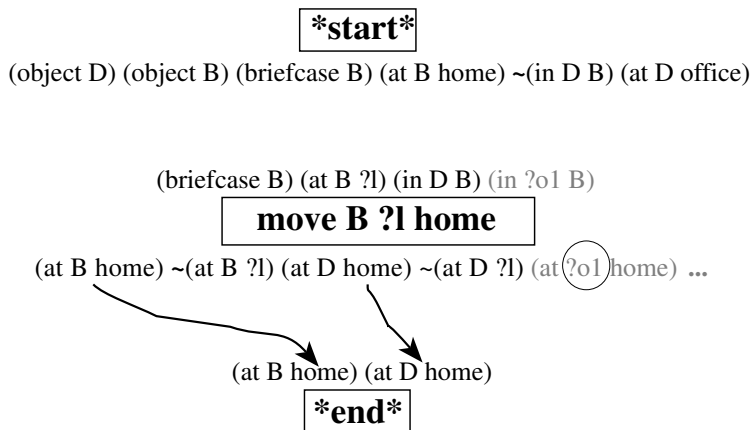 *start*
(object D) (object B) (briefcase B) (at B home) ~(in D B) (at D office)
(briefcase B) (at B ?l) (in D B) (in ?o1 B)
move B ?l home
(at B home) ~(at B ?l) (at D home) ~(at D ?l) (at ?o1 home) ...
(at B home) (at D home)
*end*